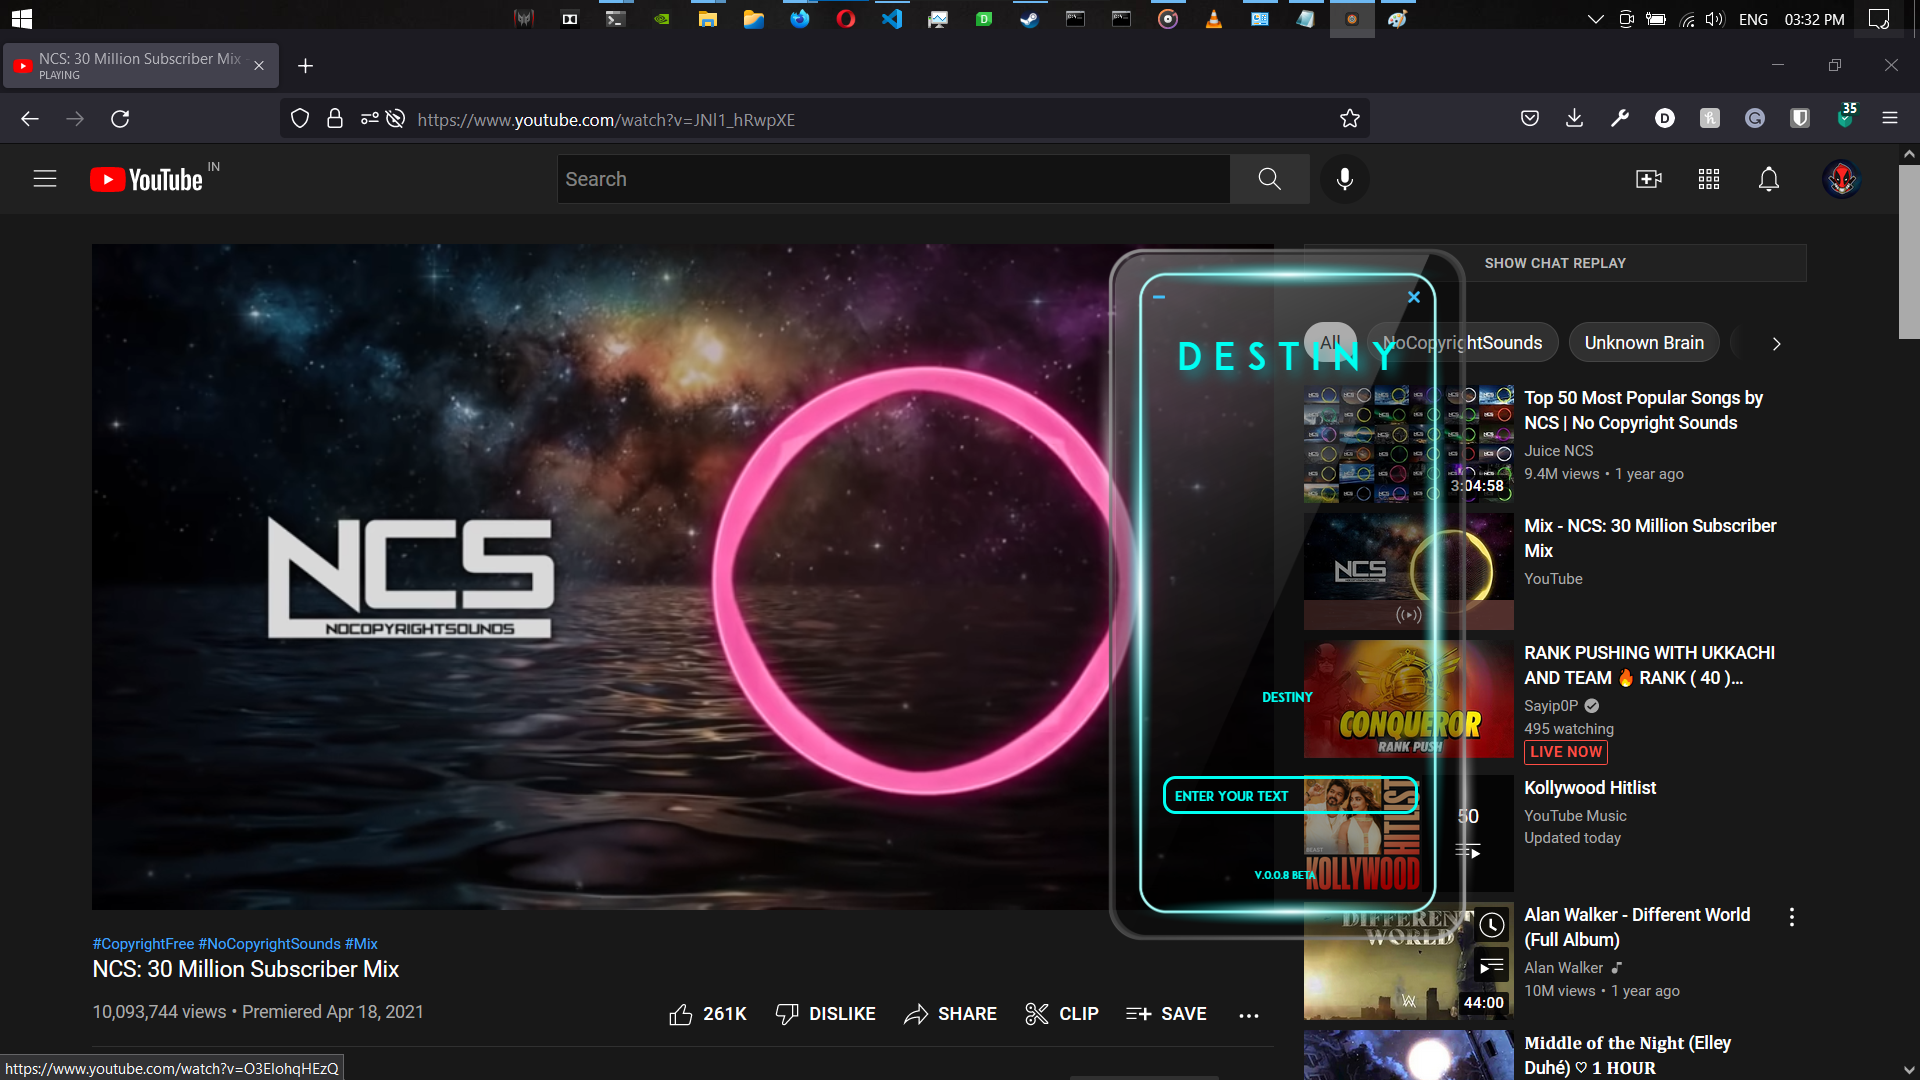 ENG 03:32 PM
NCS: 30 Million Subscriber Mix
PLAYING
https://www.youtube.com/watch?v=JNl1_hRwpXE
35
YouTube IN
Search
SHOW CHAT REPLAY
DESTINY
All NoCopyrightSounds Unknown Brain
Top 50 Most Popular Songs by
NCS | No Copyright Sounds
Juice NCS
9.4M views • 1 year ago
3:04:58
NCS
NOCOPYRIGHTSOUNDS
Mix - NCS: 30 Million Subscriber
Mix
YouTube
NCS
RANK PUSHING WITH UKKACHI
AND TEAM 🔥 RANK ( 40 )...
Sayip0P
495 watching
LIVE NOW
CONQUEROR
RANK PUSH
DESTINY
ENTER YOUR TEXT
V.0.0.8 BETA
HITLIST
KOLLYWOOD
BEAST
50
Kollywood Hitlist
YouTube Music
Updated today
DIFFERENT
WORLD
44:00
Alan Walker - Different World
(Full Album)
Alan Walker
10M views • 1 year ago
Middle of the Night (Elley
Duhé) ♡ 1 HOUR
#CopyrightFree #NoCopyrightSounds #Mix
NCS: 30 Million Subscriber Mix
10,093,744 views • Premiered Apr 18, 2021
261K DISLIKE SHARE CLIP SAVE
https://www.youtube.com/watch?v=O3ElohqHEzQ